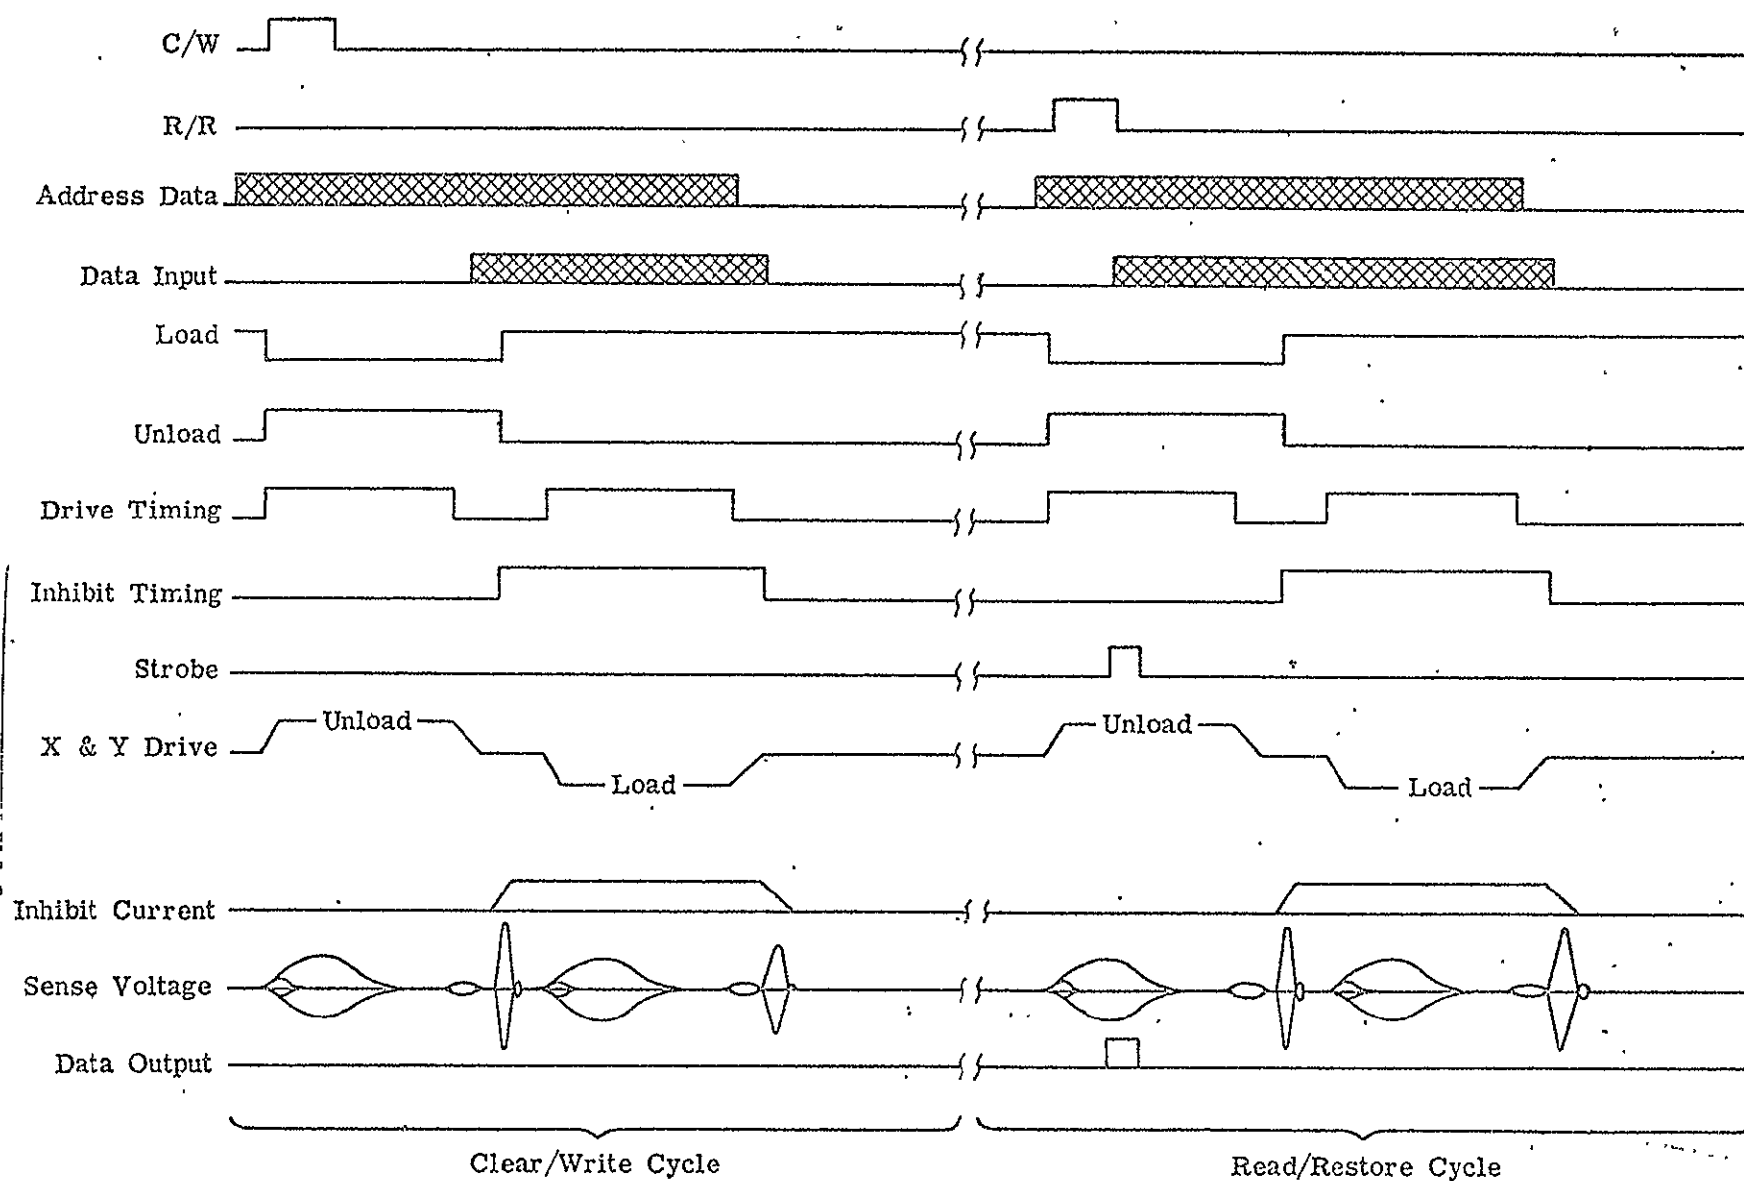 C/W
R/R
Address Data
Data Input
Load
Unload
Drive Timing
Inhibit Timing
Strobe
X & Y Drive
Unload
Load
Unload
Load
Inhibit Current
Sense Voltage
Data Output
Clear/Write Cycle
Read/Restore Cycle